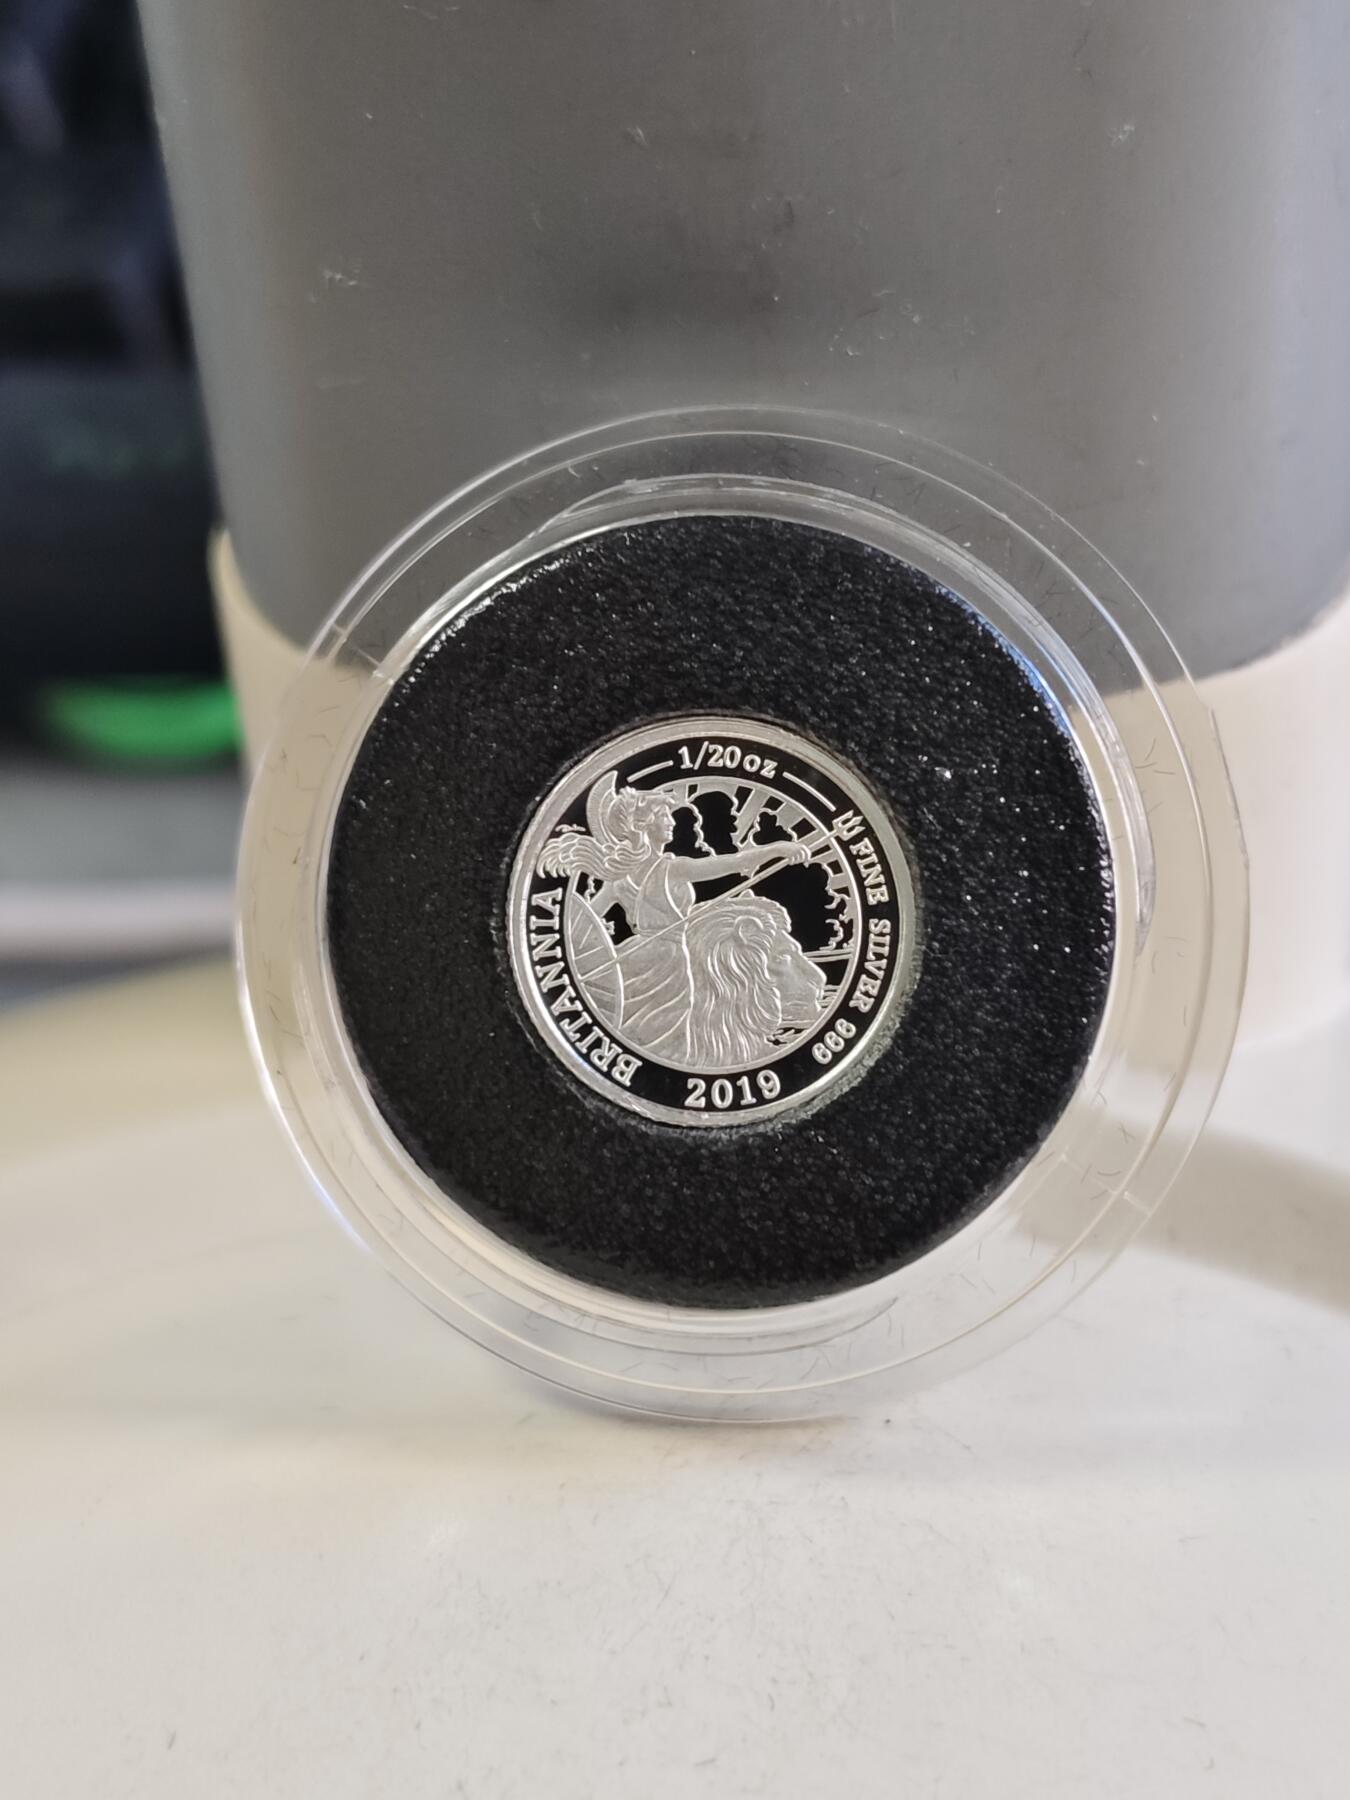 1/20 oz
FINE SILVER 999
BRITANNIA
2019